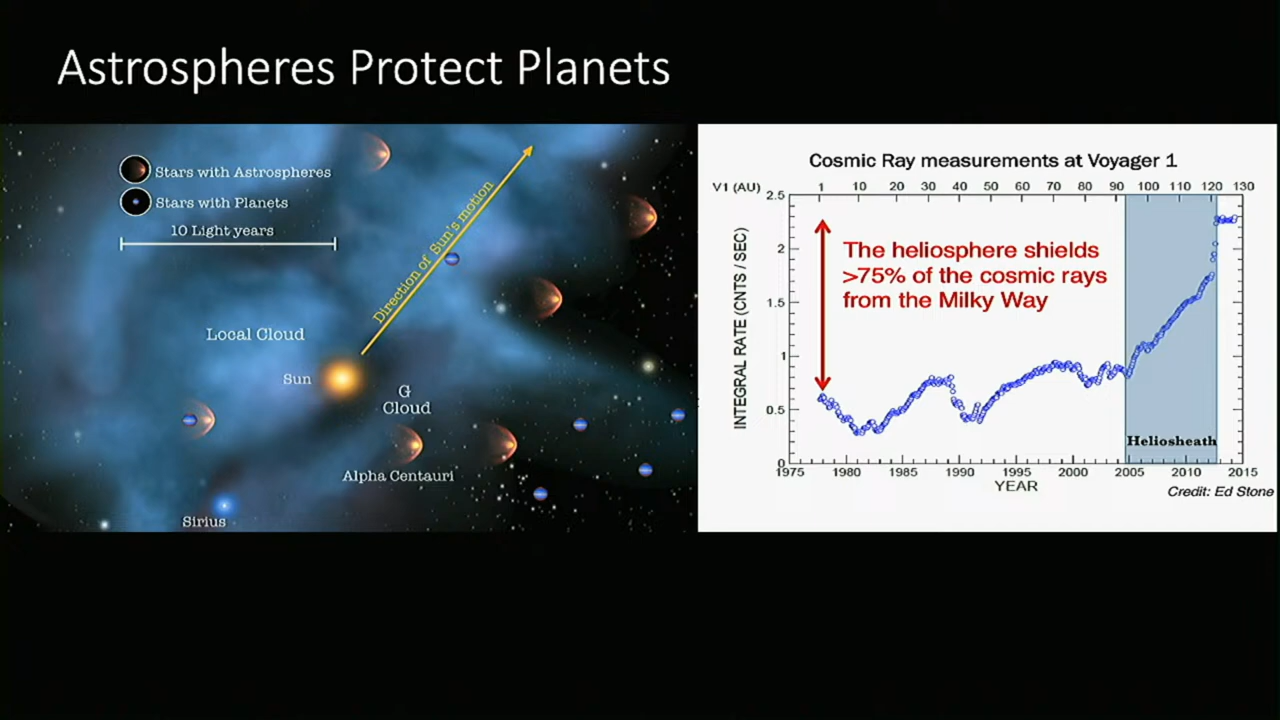 Astrospheres Protect Planets
Stars with Astrospheres
Stars with Planets
10 Light years
Direction of Sun's motion
Local Cloud
Sun
G
Cloud
Alpha Centauri
Sirius
Cosmic Ray measurements at Voyager 1
V1 (AU)
1 10 20 30 40 50 60 70 80 90 100 110 120 130
The heliosphere shields
>75% of the cosmic rays
from the Milky Way
INTEGRAL RATE (CNTS / SEC)
2.5
2
1.5
1
0.5
0
Heliosheath
1975 1980 1985 1990 1995 2000 2005 2010 2015
YEAR
Credit: Ed Stone